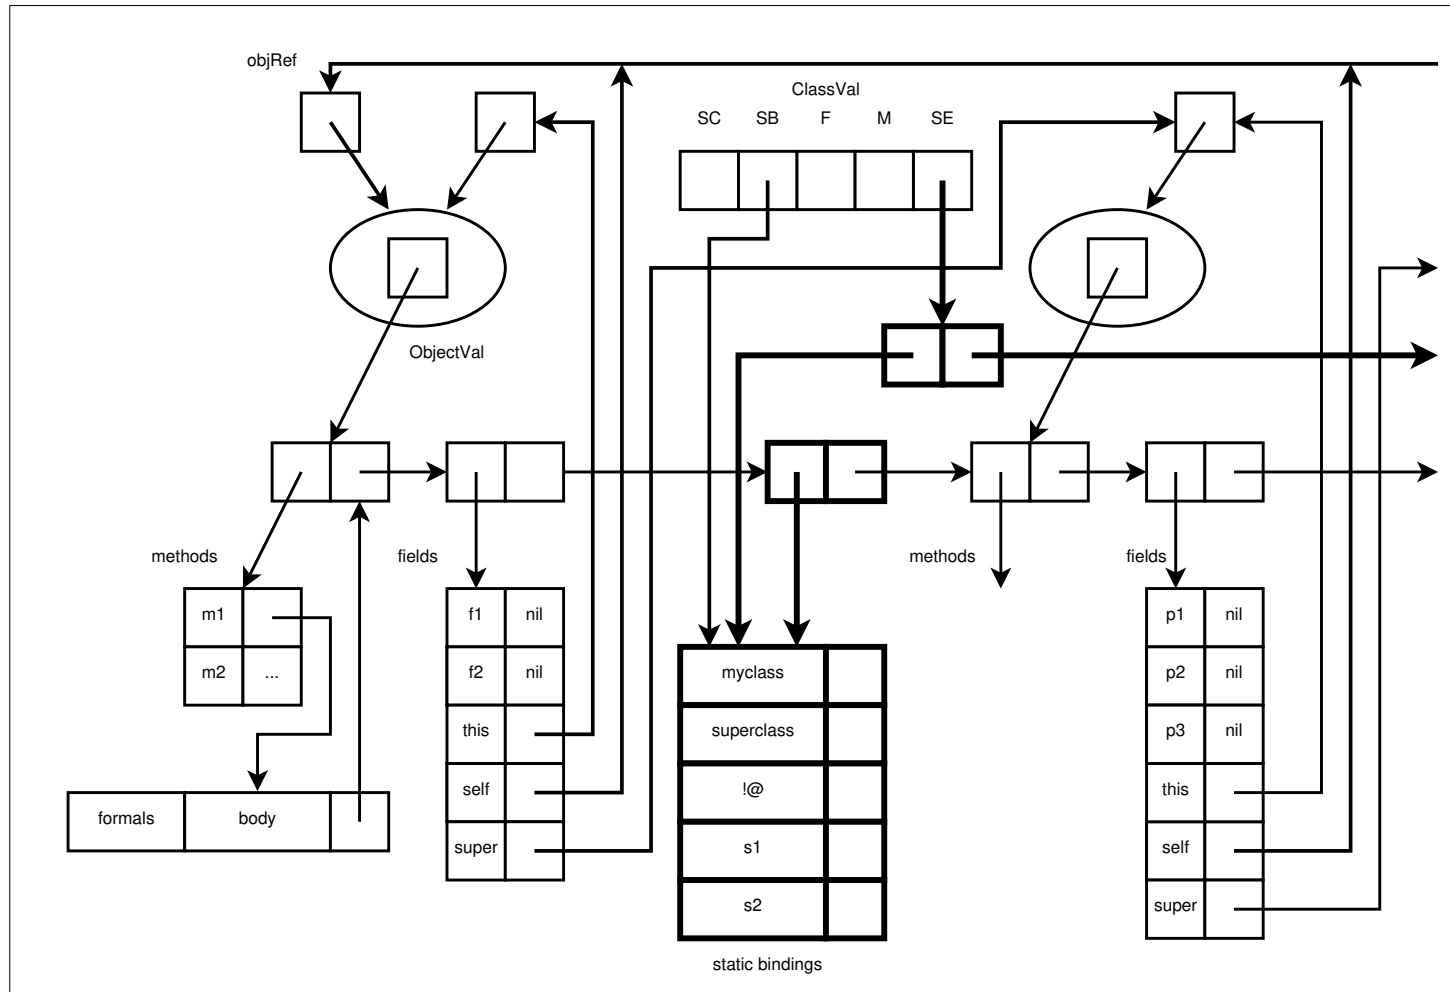 objRef
ClassVal
SC SB F M SE
ObjectVal
methods fields methods fields
m1
m2 ...
f1 nil
f2 nil
this
self
super
formals body
myclass
superclass
!@
s1
s2
static bindings
p1 nil
p2 nil
p3 nil
this
self
super